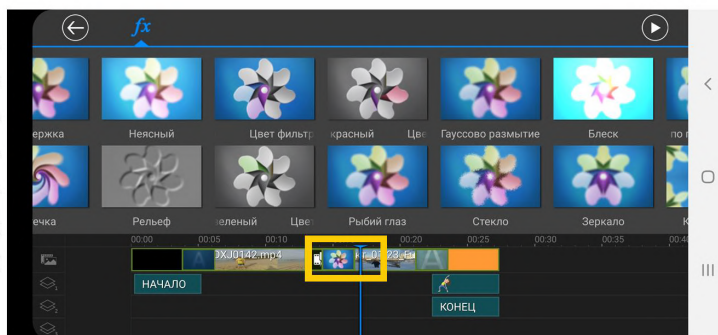 fx
ержка Неясный Цвет фильтр красный Цве Гауссово размытие Блеск по г
ечка Рельеф зеленый Цвет Рыбий глаз Стекло Зеркало К
00:00 00:05 00:10 00:20 00:25 00:30 00:35 00:40
DXJ0142.mp4
НАЧАЛО
КОНЕЦ